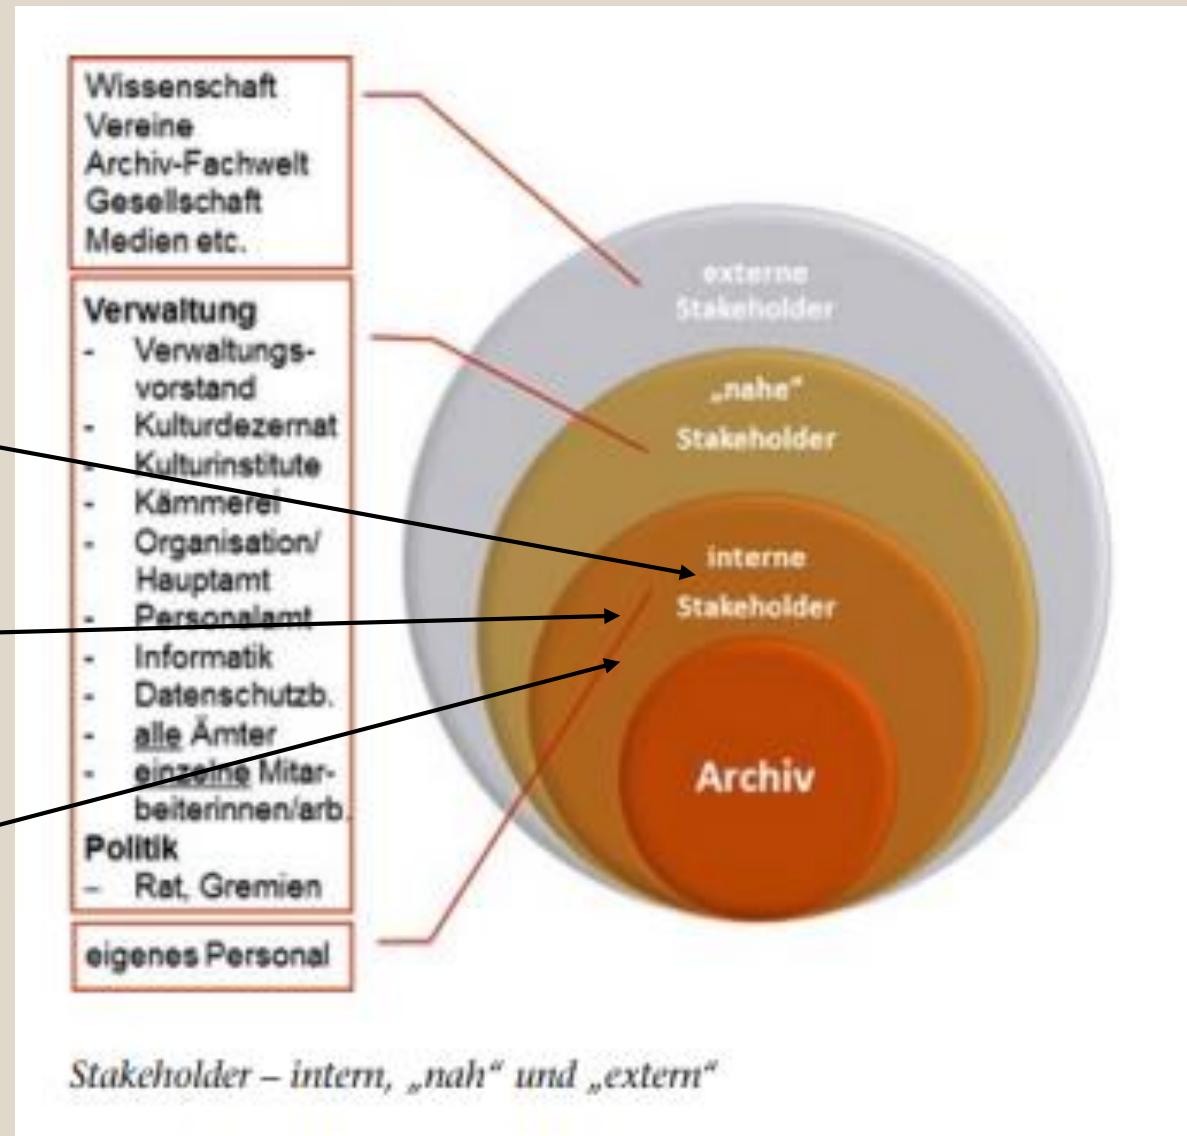 Wissenschaft
Vereine
Archiv-Fachwelt
Gesellschaft
Medien etc.
Verwaltung
- Verwaltungs-
vorstand
- Kulturdezernat
- Kulturinstitute
- Kämmerei
- Organisation/
Hauptamt
- Personalamt
- Informatik
- Datenschutzb.
- alle Ämter
- einzelne Mitar-
beiterinnen/arb.
Politik
– Rat, Gremien
eigenes Personal
externe
Stakeholder
„nahe“
Stakeholder
interne
Stakeholder
Archiv
Stakeholder – intern, „nah“ und „extern“